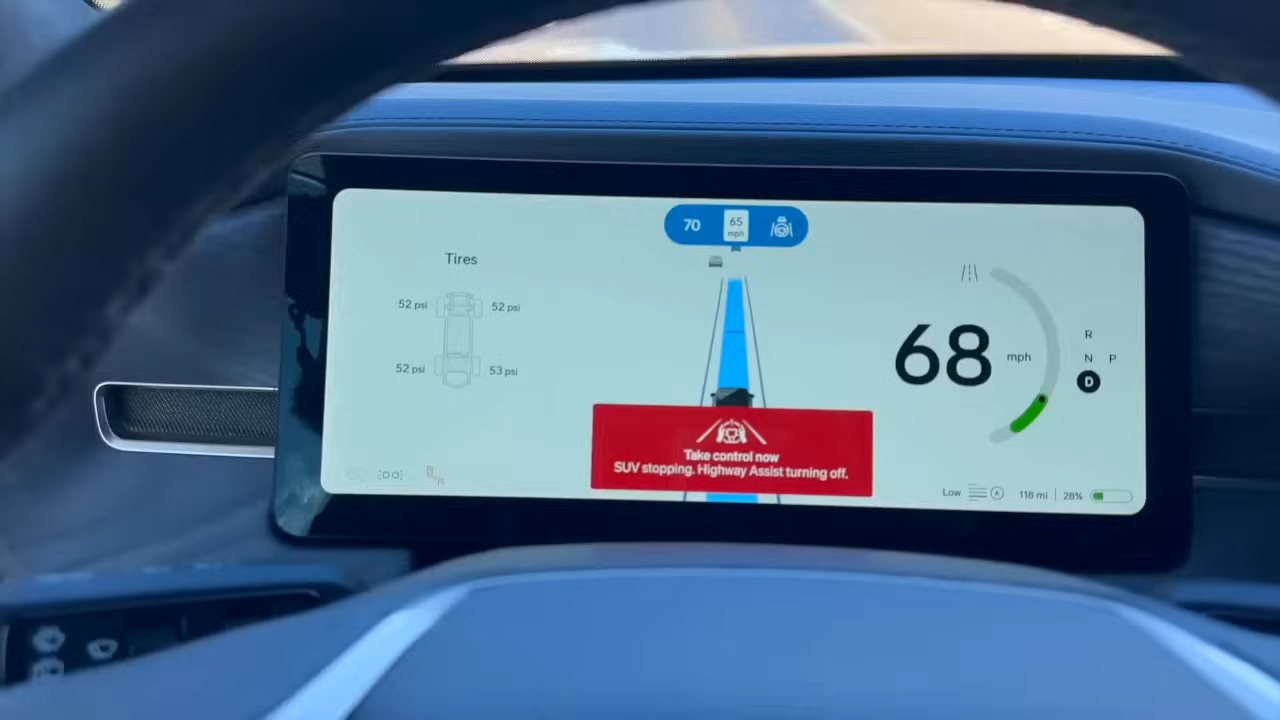 70
65
mph
Tires
52 psi
52 psi
52 psi
53 psi
68 mph
R
N P
D
Take control now
SUV stopping. Highway Assist turning off.
Low
A
118 mi
28%